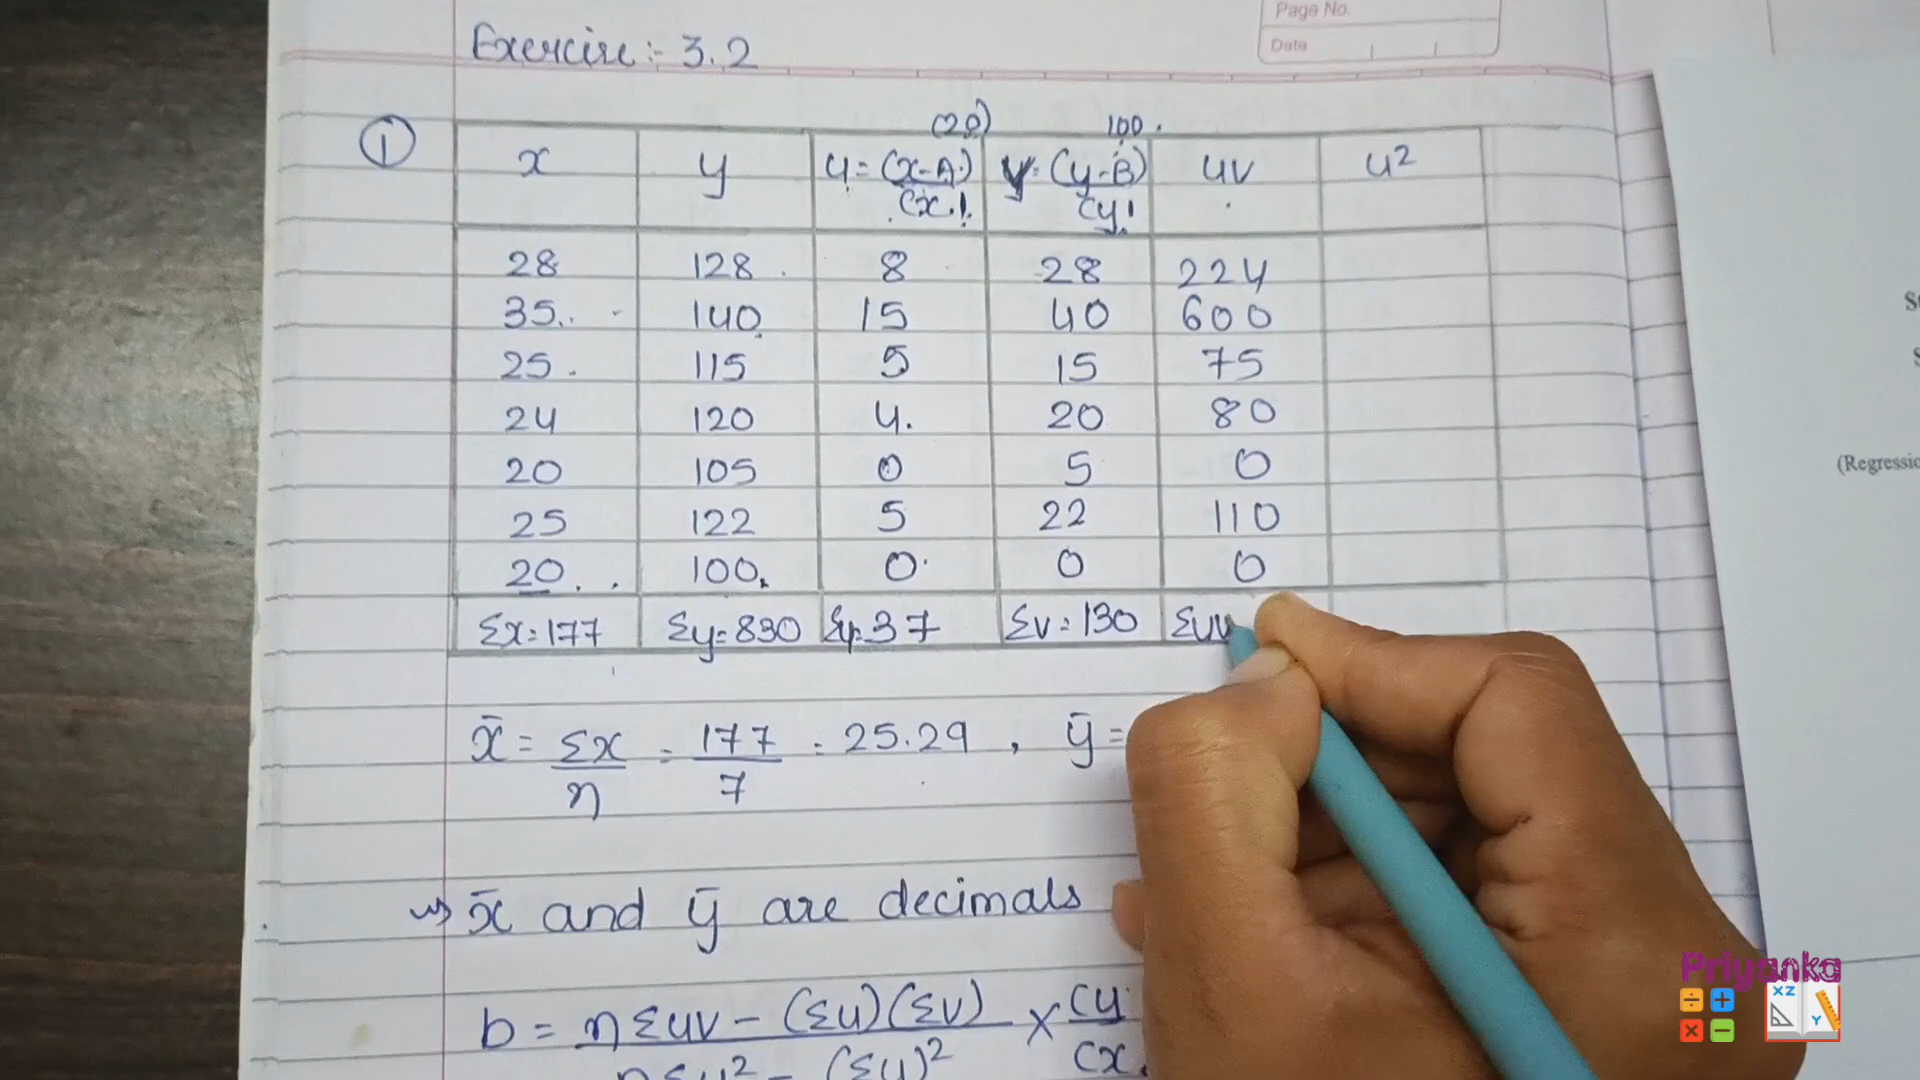 Page No.
Date
Exercise:- 3.2
(20) 100.
① x y u = (x-A) v = (y-B) uv u²
Cx Cy
28 128 8 28 224
35 140 15 40 600
25 115 5 15 75
24 120 4 20 80
20 105 0 5 0
25 122 5 22 110
20 100 0 0 0
Σx=177 Σy=830 Σu=37 Σv=130 Σuv
x̄ = Σx = 177 = 25.29 , ȳ =
n 7
x̄ and ȳ are decimals
b = nΣuv - (Σu)(Σv) × Cy
nΣu² - (Σu)² Cx
(Regressio
Priyanka
XZ
Y